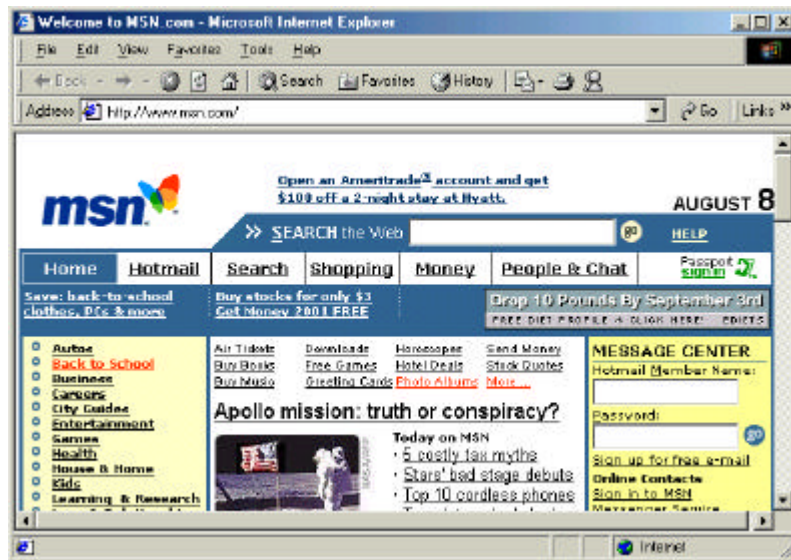 Welcome to MSN.com - Microsoft Internet Explorer
File Edit View Favorites Tools Help
Back Search Favorites History
Address http://www.msn.com/ Go Links »
msn
Open an Ameritrade account and get
$100 off a 2-night stay at Hyatt.
AUGUST 8
>> SEARCH the Web go HELP
Home Hotmail Search Shopping Money People & Chat Passport sign in
Save: back-to-school
clothes, PCs & more
Buy stocks for only $3
Get Money 2001 FREE
Drop 10 Pounds By September 3rd
FREE DIET PROFILE CLICK HERE! EDIETS
Autos
Back to School
Business
Careers
City Guides
Entertainment
Games
Health
House & Home
Kids
Learning & Research
Air Tickets Downloads Horoscopes Send Money
Buy Books Free Games Hotel Deals Stock Quotes
Buy Music Greeting Cards Photo Albums More ...
Apollo mission: truth or conspiracy?
Today on MSN
· 5 costly tax myths
· Stars' bad stage debuts
· Top 10 cordless phones
MESSAGE CENTER
Hotmail Member Name:
Password:
go
Sign up for free e-mail
Online Contacts
Sign in to MSN
Messenger Service
Internet